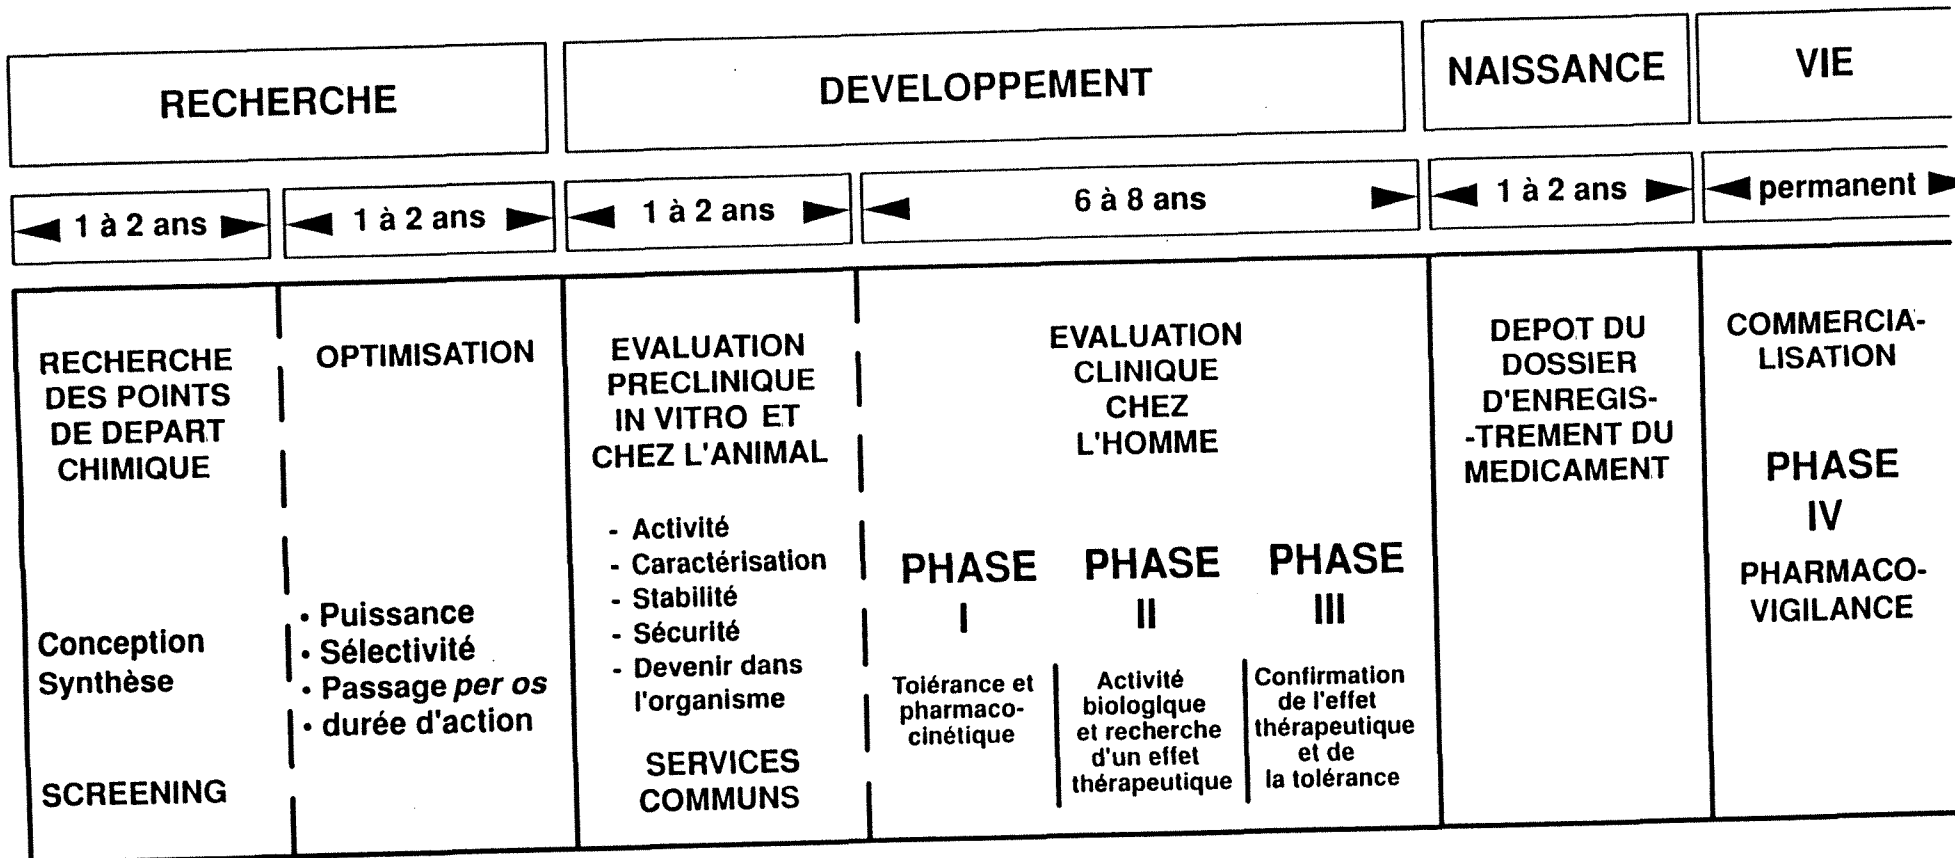 RECHERCHE
DEVELOPPEMENT
NAISSANCE
VIE
1 à 2 ans
1 à 2 ans
1 à 2 ans
6 à 8 ans
1 à 2 ans
permanent
RECHERCHE
DES POINTS
DE DEPART
CHIMIQUE
Conception
Synthèse
SCREENING
OPTIMISATION
• Puissance
• Sélectivité
• Passage per os
• durée d'action
EVALUATION
PRECLINIQUE
IN VITRO ET
CHEZ L'ANIMAL
- Activité
- Caractérisation
- Stabilité
- Sécurité
- Devenir dans
l'organisme
SERVICES
COMMUNS
EVALUATION
CLINIQUE
CHEZ
L'HOMME
PHASE
I
Tolérance et
pharmaco-
cinétique
PHASE
II
Activité
biologique
et recherche
d'un effet
thérapeutique
PHASE
III
Confirmation
de l'effet
thérapeutique
et de
la tolérance
DEPOT DU
DOSSIER
D'ENREGIS-
-TREMENT DU
MEDICAMENT
COMMERCIA-
LISATION
PHASE
IV
PHARMACO-
VIGILANCE